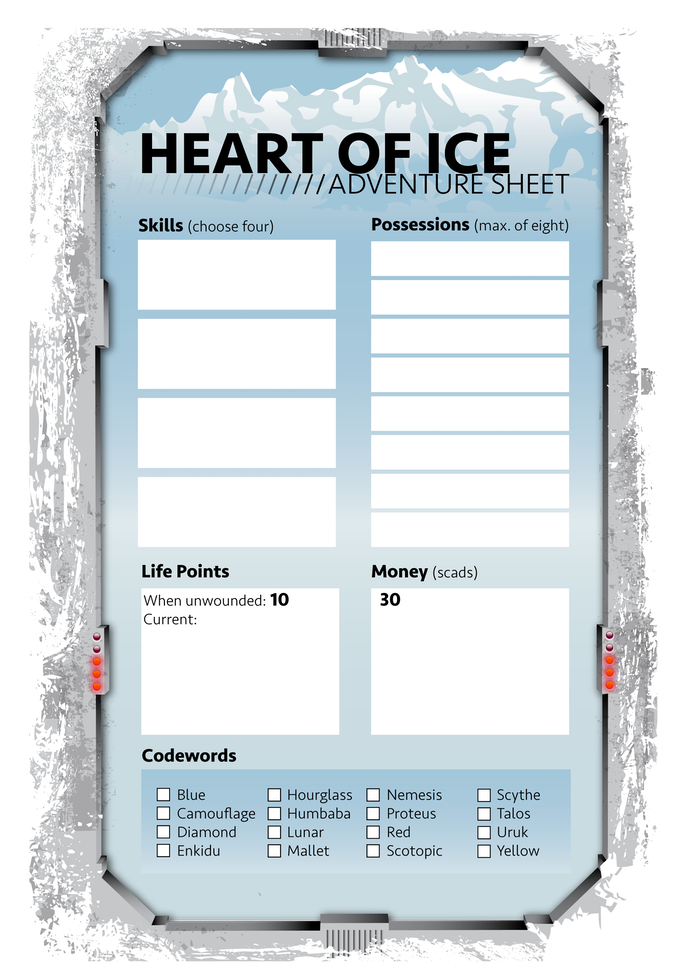 HEART OF ICE
ADVENTURE SHEET
Skills (choose four)
Possessions (max. of eight)
Life Points
When unwounded: 10
Current:
Money (scads)
30
Codewords
Blue Hourglass Nemesis Scythe
Camouflage Humbaba Proteus Talos
Diamond Lunar Red Uruk
Enkidu Mallet Scotopic Yellow